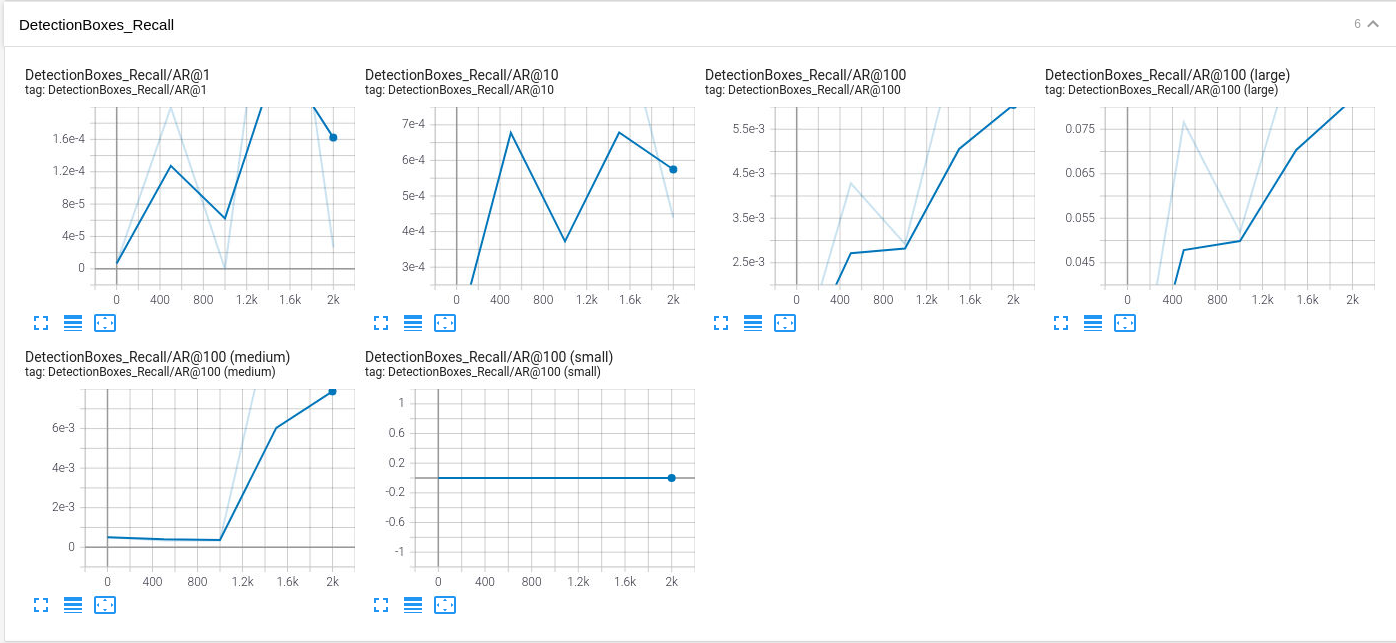 DetectionBoxes_Recall
6
DetectionBoxes_Recall/AR@1
tag: DetectionBoxes_Recall/AR@1
1.6e-4
1.2e-4
8e-5
4e-5
0
0 400 800 1.2k 1.6k 2k
DetectionBoxes_Recall/AR@10
tag: DetectionBoxes_Recall/AR@10
7e-4
6e-4
5e-4
4e-4
3e-4
0 400 800 1.2k 1.6k 2k
DetectionBoxes_Recall/AR@100
tag: DetectionBoxes_Recall/AR@100
5.5e-3
4.5e-3
3.5e-3
2.5e-3
0 400 800 1.2k 1.6k 2k
DetectionBoxes_Recall/AR@100 (large)
tag: DetectionBoxes_Recall/AR@100 (large)
0.075
0.065
0.055
0.045
0 400 800 1.2k 1.6k 2k
DetectionBoxes_Recall/AR@100 (medium)
tag: DetectionBoxes_Recall/AR@100 (medium)
6e-3
4e-3
2e-3
0
0 400 800 1.2k 1.6k 2k
DetectionBoxes_Recall/AR@100 (small)
tag: DetectionBoxes_Recall/AR@100 (small)
1
0.6
0.2
-0.2
-0.6
-1
0 400 800 1.2k 1.6k 2k